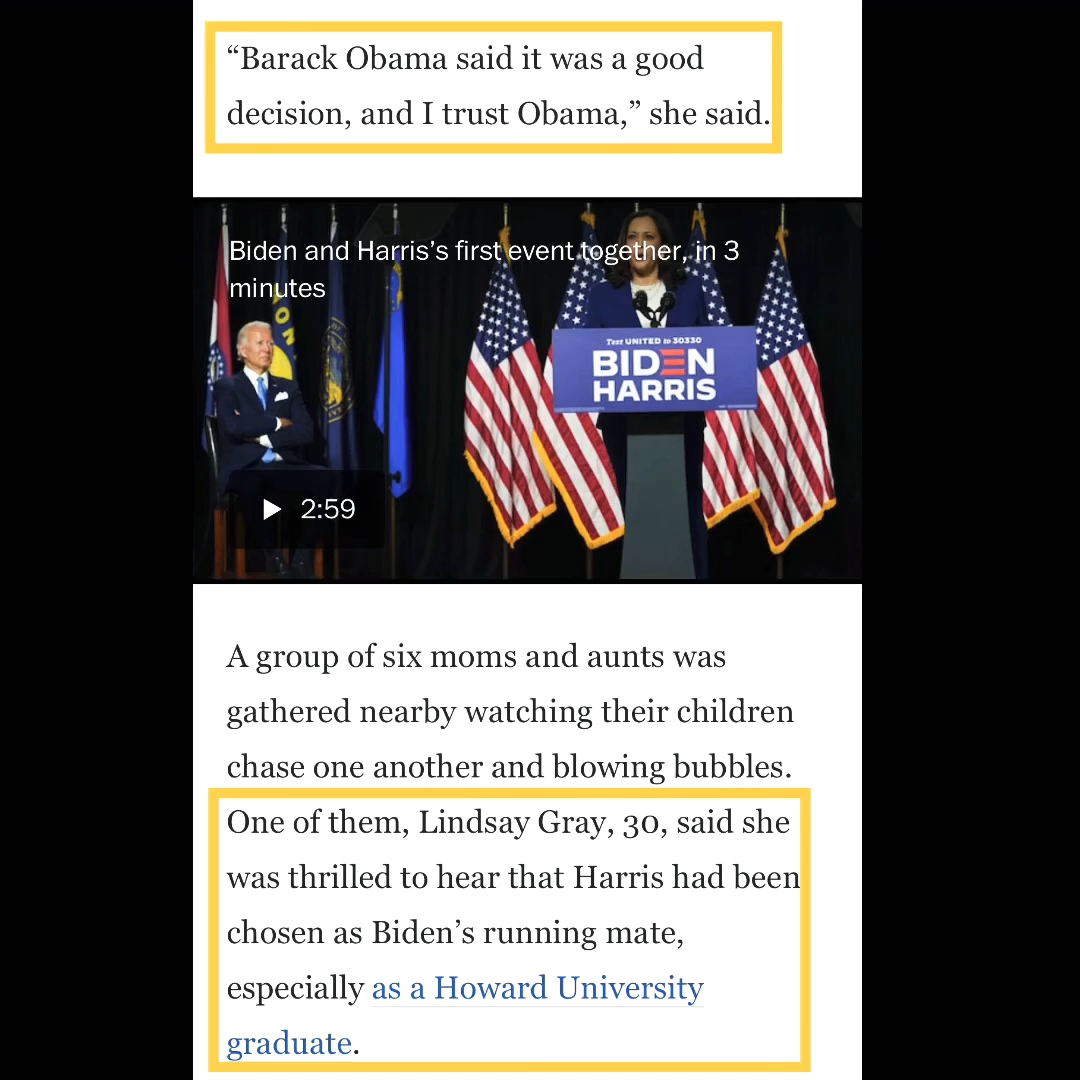 “Barack Obama said it was a good
decision, and I trust Obama,” she said.
Biden and Harris’s first event together, in 3
minutes
Text UNITED to 30330
BIDEN
HARRIS
2:59
A group of six moms and aunts was
gathered nearby watching their children
chase one another and blowing bubbles.
One of them, Lindsay Gray, 30, said she
was thrilled to hear that Harris had been
chosen as Biden’s running mate,
especially as a Howard University
graduate.